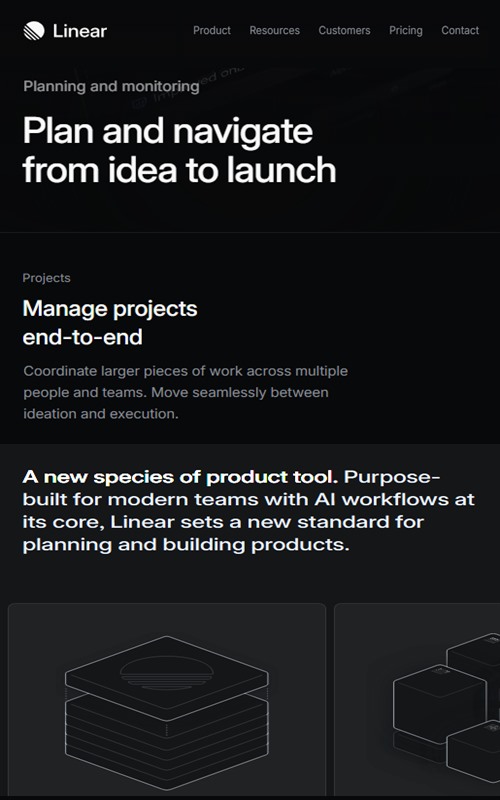 Linear
Product Resources Customers Pricing Contact
Planning and monitoring
Plan and navigate
from idea to launch
Projects
Manage projects
end-to-end
Coordinate larger pieces of work across multiple
people and teams. Move seamlessly between
ideation and execution.
A new species of product tool. Purpose-
built for modern teams with AI workflows at
its core, Linear sets a new standard for
planning and building products.